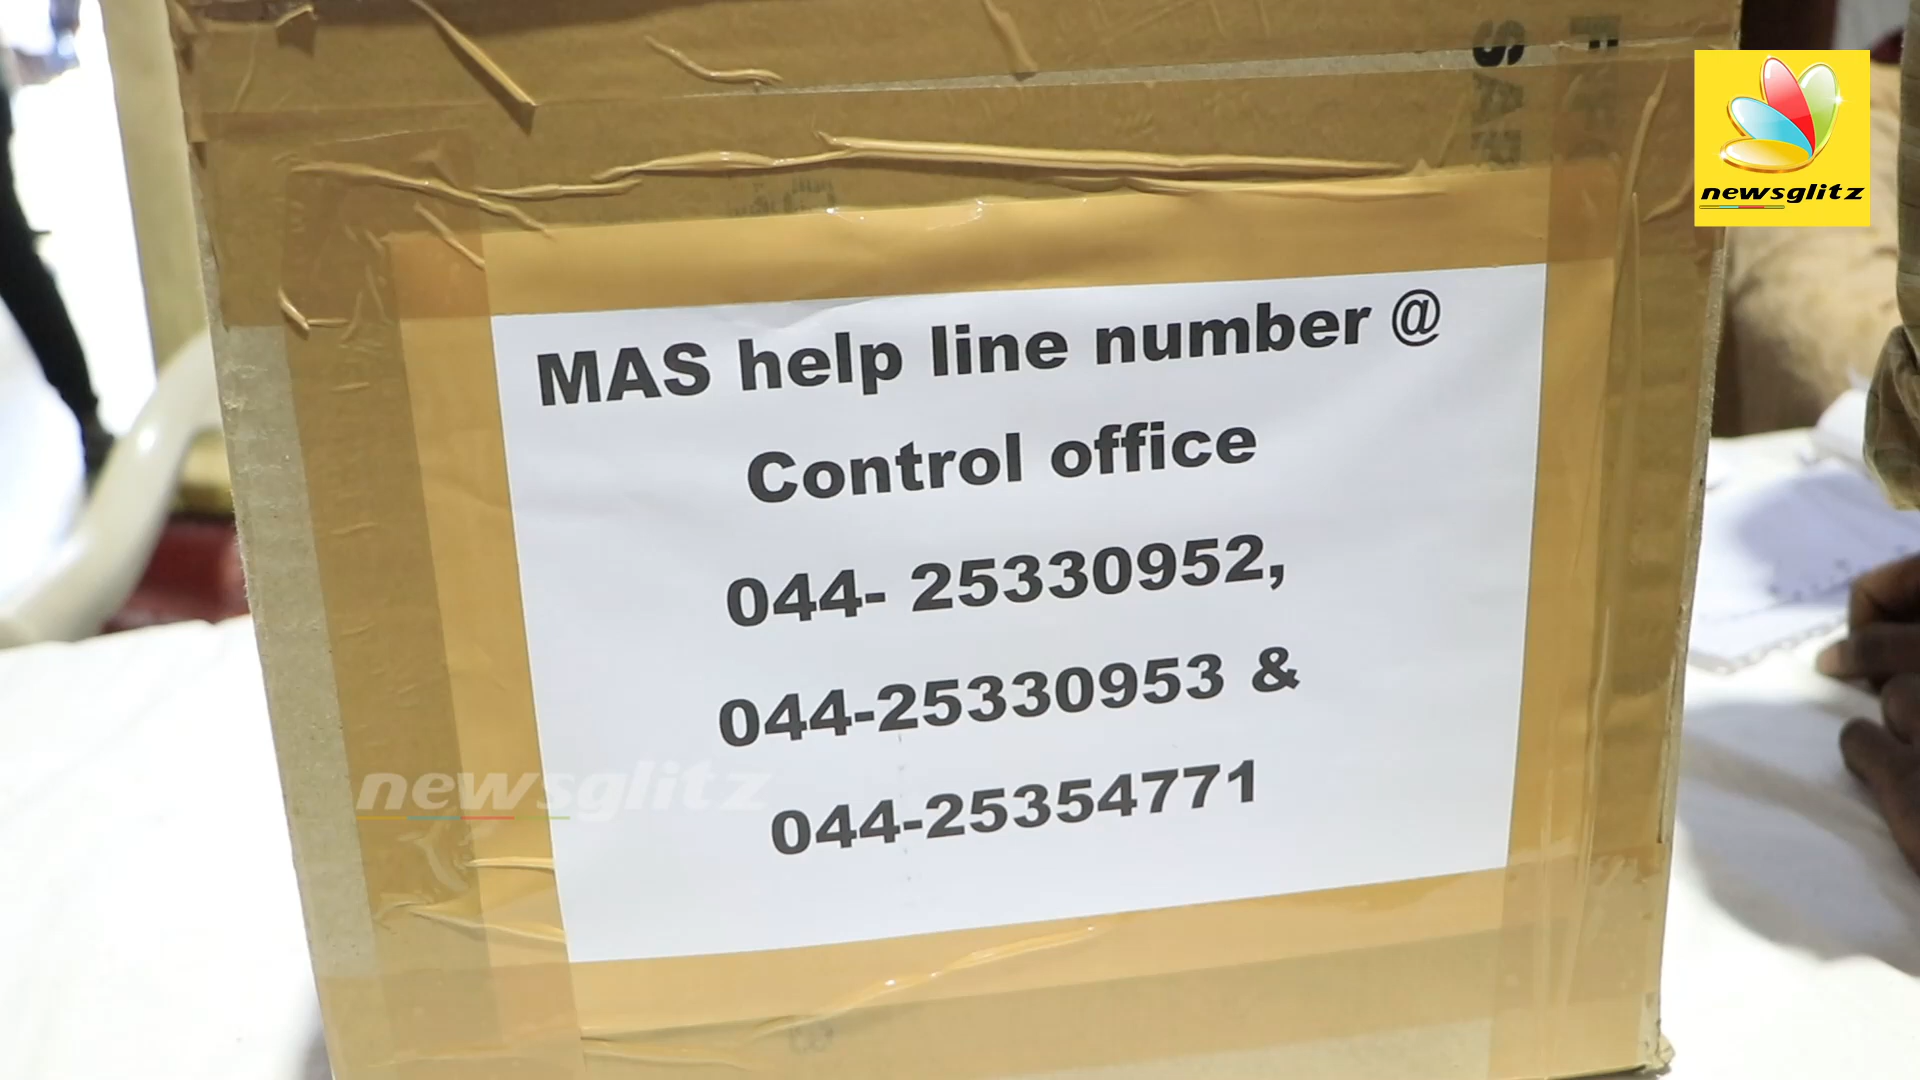 newsglitz
MAS help line number @
Control office
044- 25330952,
044-25330953 &
044-25354771
newsglitz